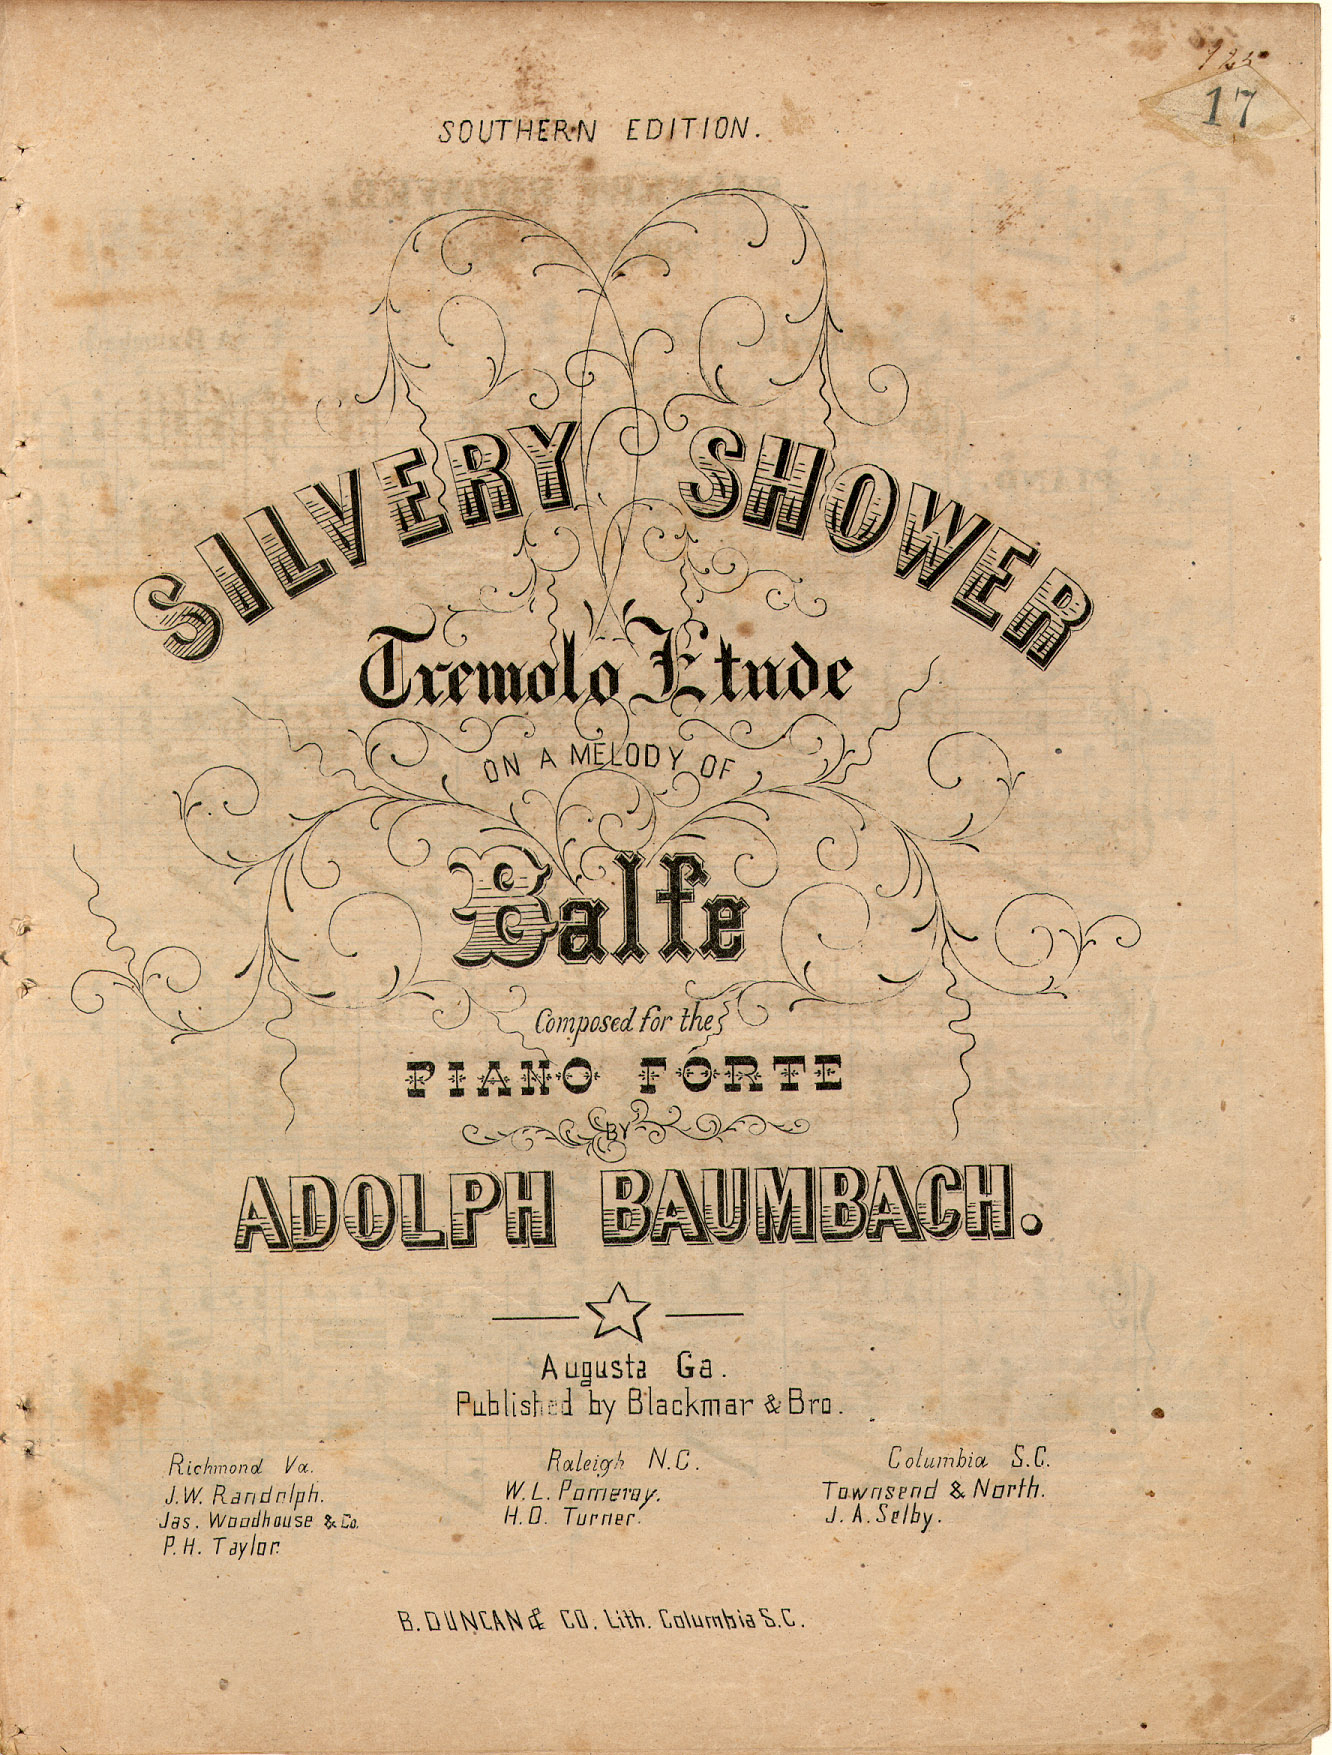 17
SOUTHERN EDITION.
SILVERY SHOWER
Tremolo Etude
ON A MELODY OF
Balfe
Composed for the
PIANO FORTE
BY
ADOLPH BAUMBACH.
Augusta Ga.
Published by Blackmar & Bro.
Richmond Va.
J.W. Randolph.
Jas. Woodhouse & Co.
P.H. Taylor.
Raleigh N.C.
W.L. Pomeroy.
H.D. Turner.
Columbia S.C.
Townsend & North.
J.A. Selby.
B. DUNCAN & CO. Lith. Columbia S.C.